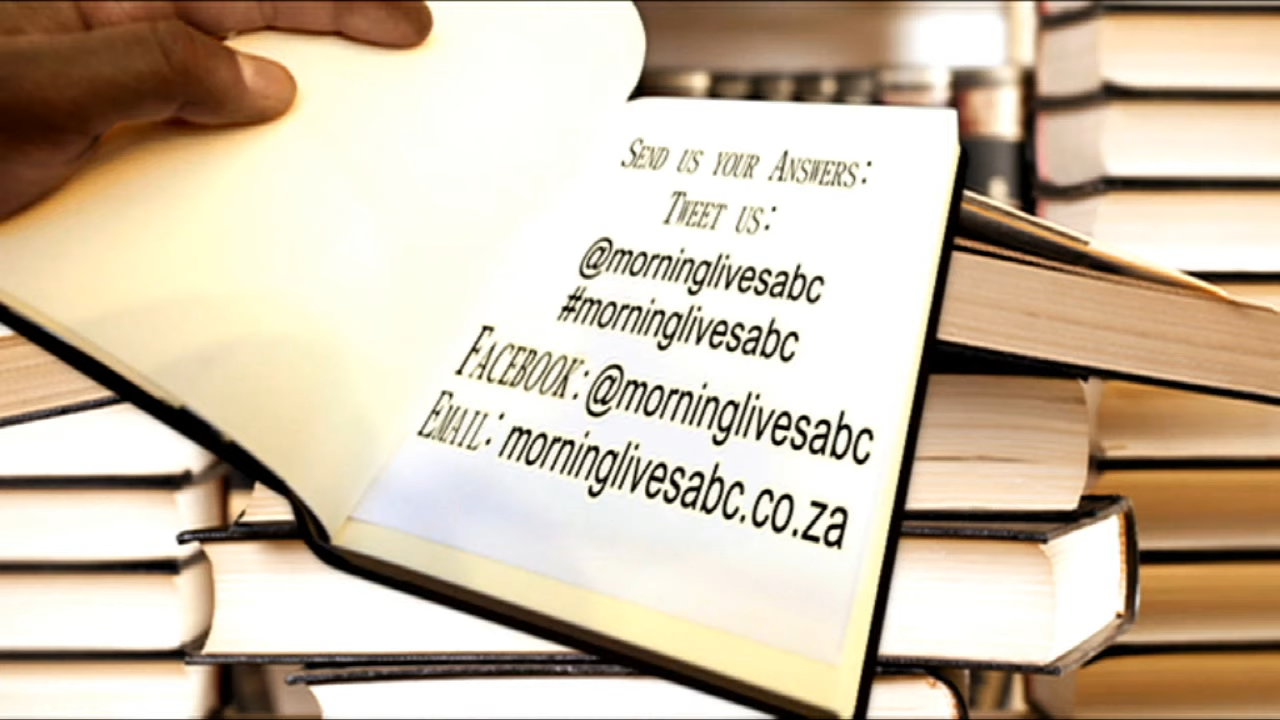 Send us your Answers:
Tweet us:
@morninglivesabc
#morninglivesabc
Facebook: @morninglivesabc
Email: morninglivesabc.co.za